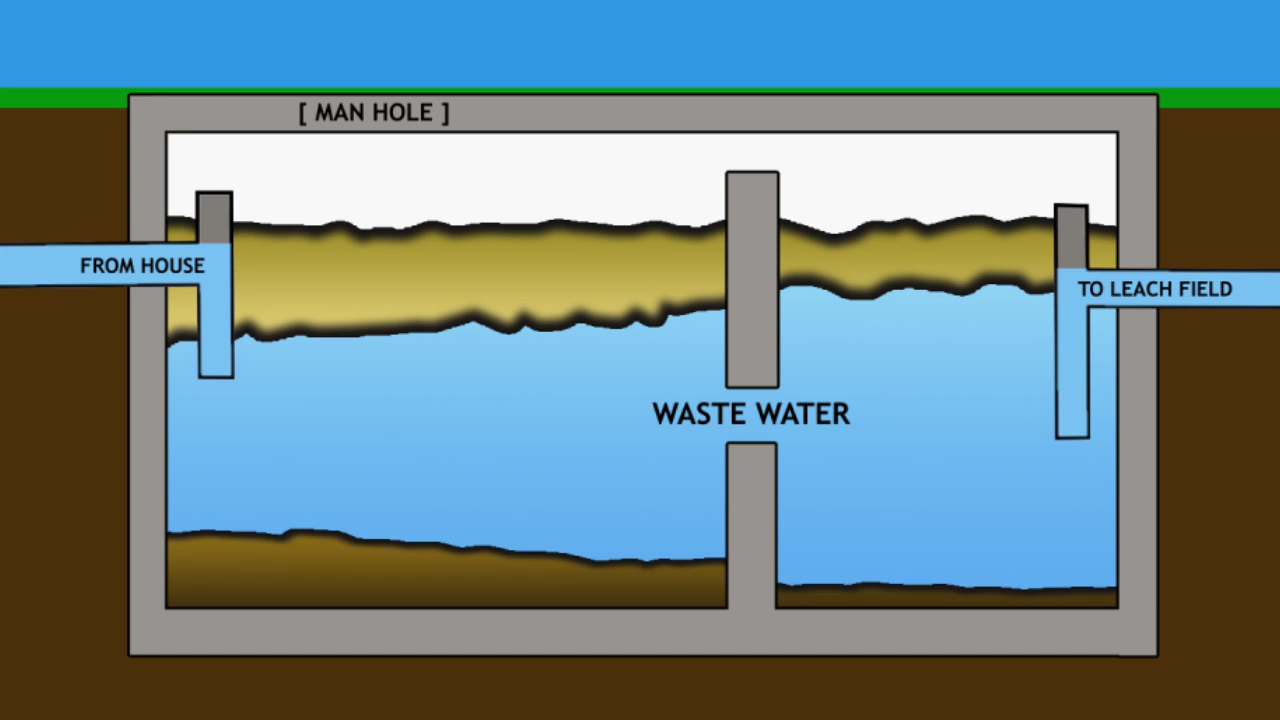 [ MAN HOLE ]
FROM HOUSE
TO LEACH FIELD
WASTE WATER